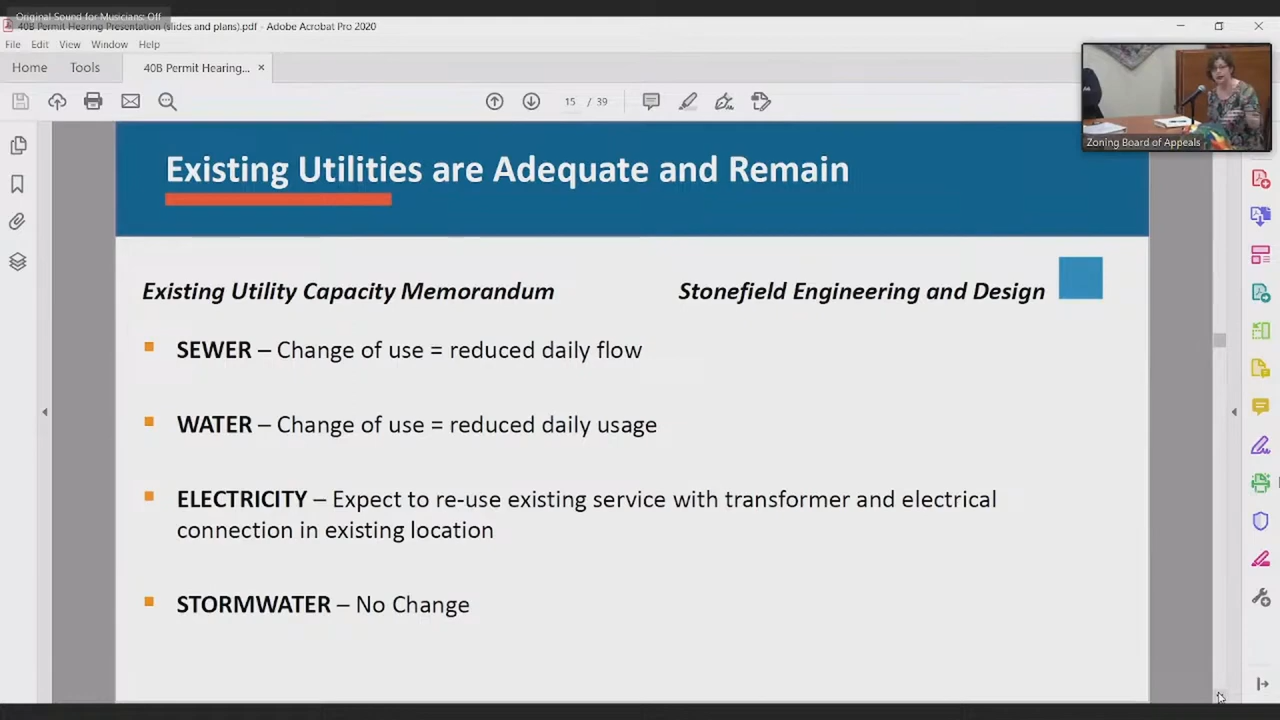 Original Sound for Musicians: Off
40B Permit Hearing Presentation (slides and plans).pdf - Adobe Acrobat Pro 2020
File Edit View Window Help
Home Tools 40B Permit Hearing... ×
15 / 39
Zoning Board of Appeals
Existing Utilities are Adequate and Remain
Existing Utility Capacity Memorandum Stonefield Engineering and Design
SEWER – Change of use = reduced daily flow
WATER – Change of use = reduced daily usage
ELECTRICITY – Expect to re-use existing service with transformer and electrical
connection in existing location
STORMWATER – No Change